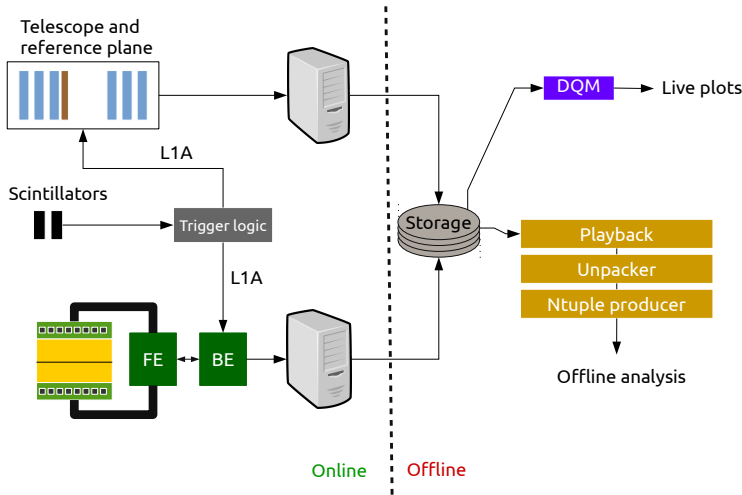 Telescope and
reference plane
L1A
Scintillators
Trigger logic
L1A
FE
BE
Storage
DQM
Live plots
Playback
Unpacker
Ntuple producer
Offline analysis
Online
Offline